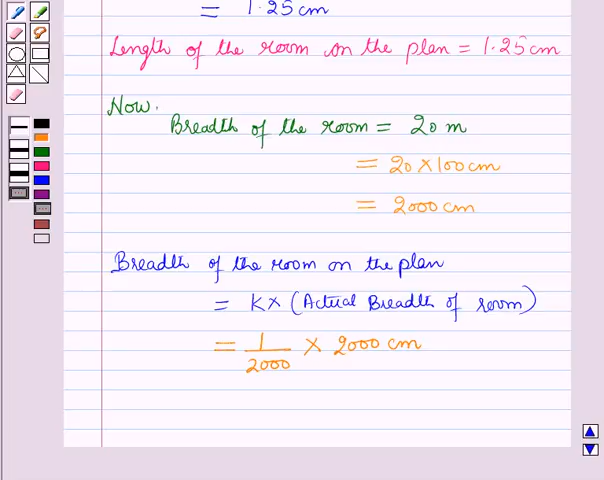 = 1.25 cm
Length of the room on the plan = 1.25 cm
Now.
Breadth of the room = 20 m
= 20 × 100 cm
= 2000 cm
Breadth of the room on the plan
= K × (Actual Breadth of room)
= 1/2000 × 2000 cm